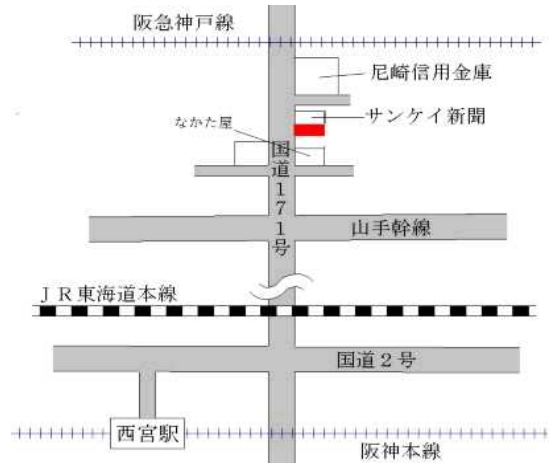 阪急神戸線
尼崎信用金庫
サンケイ新聞
なかた屋
国道171号
山手幹線
JR東海道本線
国道2号
西宮駅
阪神本線